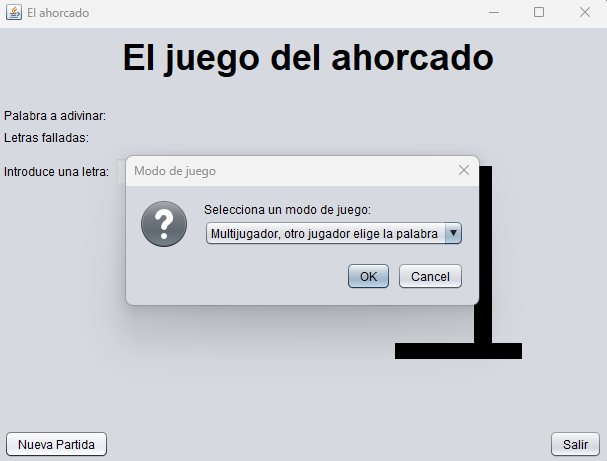 El ahorcado
El juego del ahorcado
Palabra a adivinar:
Letras falladas:
Introduce una letra:
Modo de juego
Selecciona un modo de juego:
Multijugador, otro jugador elige la palabra
OK
Cancel
Nueva Partida
Salir